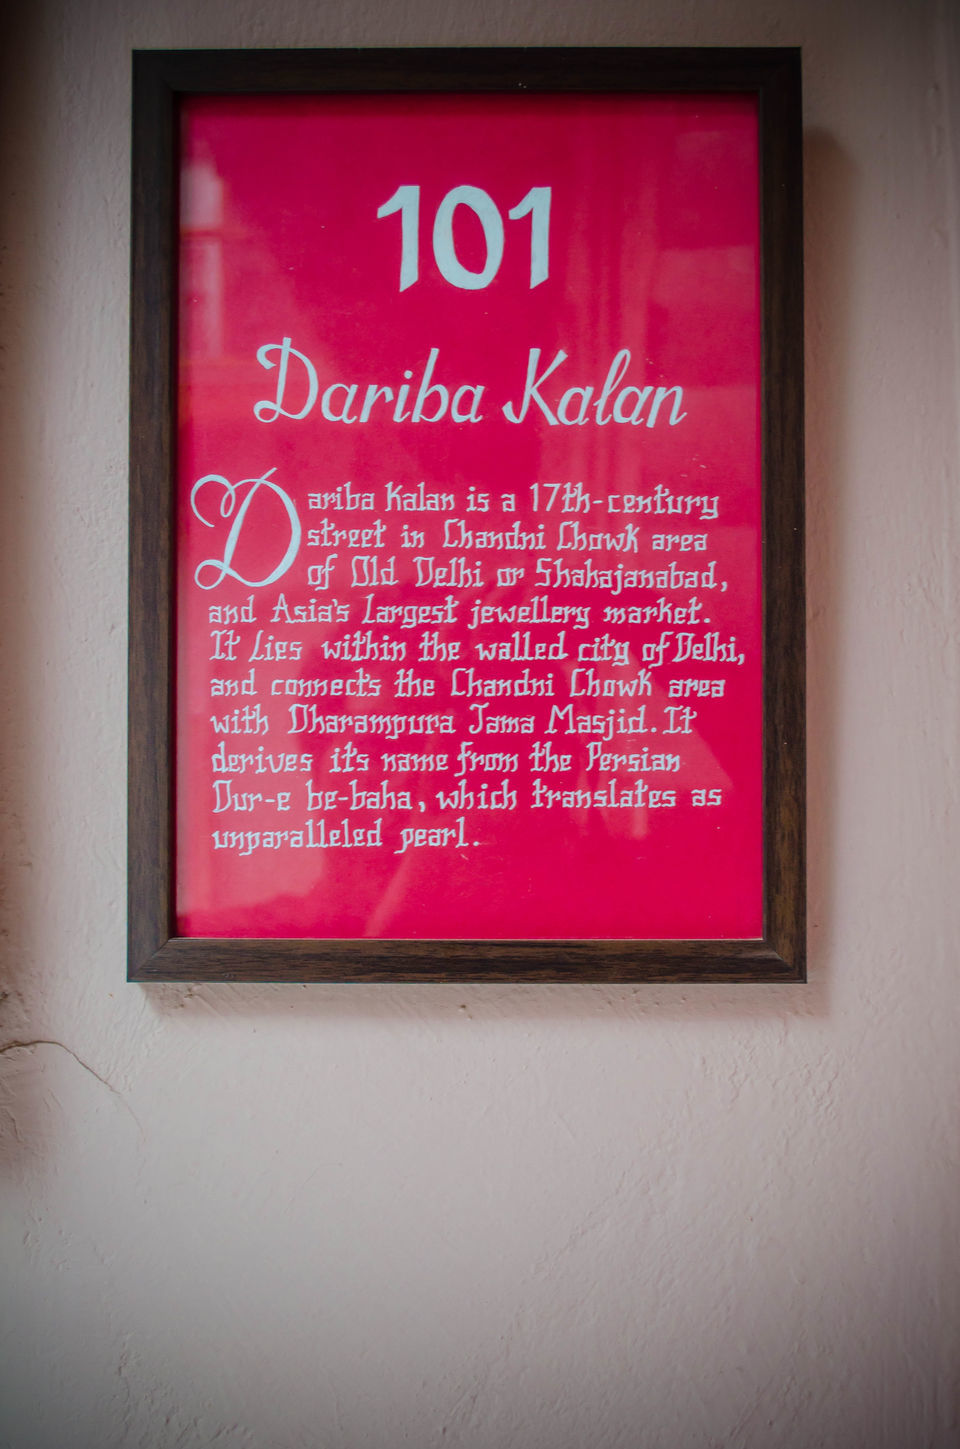 101
Dariba Kalan
Dariba Kalan is a 17th-century
street in Chandni Chowk area
of Old Delhi or Shahajanabad,
and Asia's largest jewellery market.
It lies within the walled city of Delhi,
and connects the Chandni Chowk area
with Dharampura Jama Masjid. It
derives its name from the Persian
Dur-e be-baha, which translates as
unparalleled pearl.